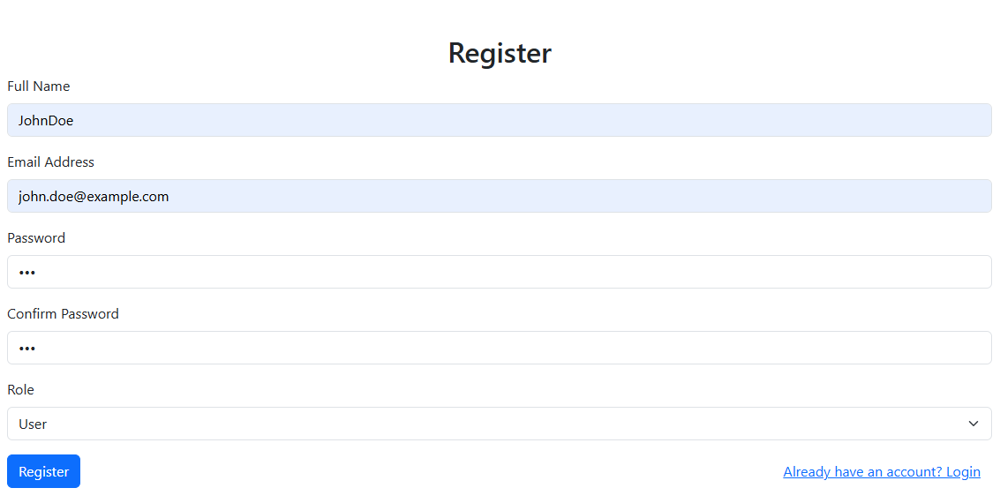 Register
Full Name
JohnDoe
Email Address
john.doe@example.com
Password
•••
Confirm Password
•••
Role
User
Register
Already have an account? Login